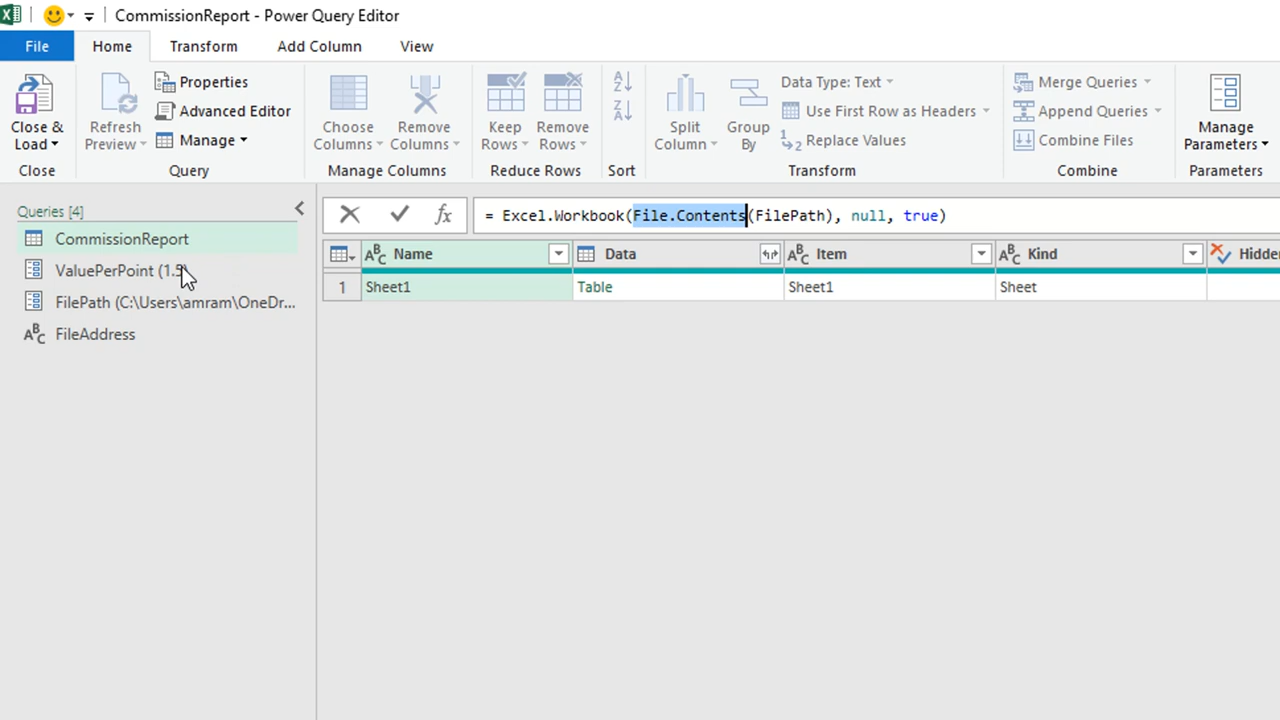 CommissionReport - Power Query Editor
File Home Transform Add Column View
Close & Load
Close
Refresh Preview
Properties
Advanced Editor
Manage
Query
Choose Columns
Remove Columns
Manage Columns
Keep Rows
Remove Rows
Reduce Rows
Sort
Split Column
Group By
Data Type: Text
Use First Row as Headers
Replace Values
Transform
Merge Queries
Append Queries
Combine Files
Combine
Manage Parameters
Parameters
Queries [4]
CommissionReport
ValuePerPoint (1.5)
FilePath (C:\Users\amram\OneDr...
FileAddress
= Excel.Workbook(File.Contents(FilePath), null, true)
Name Data Item Kind
1 Sheet1 Table Sheet1 Sheet